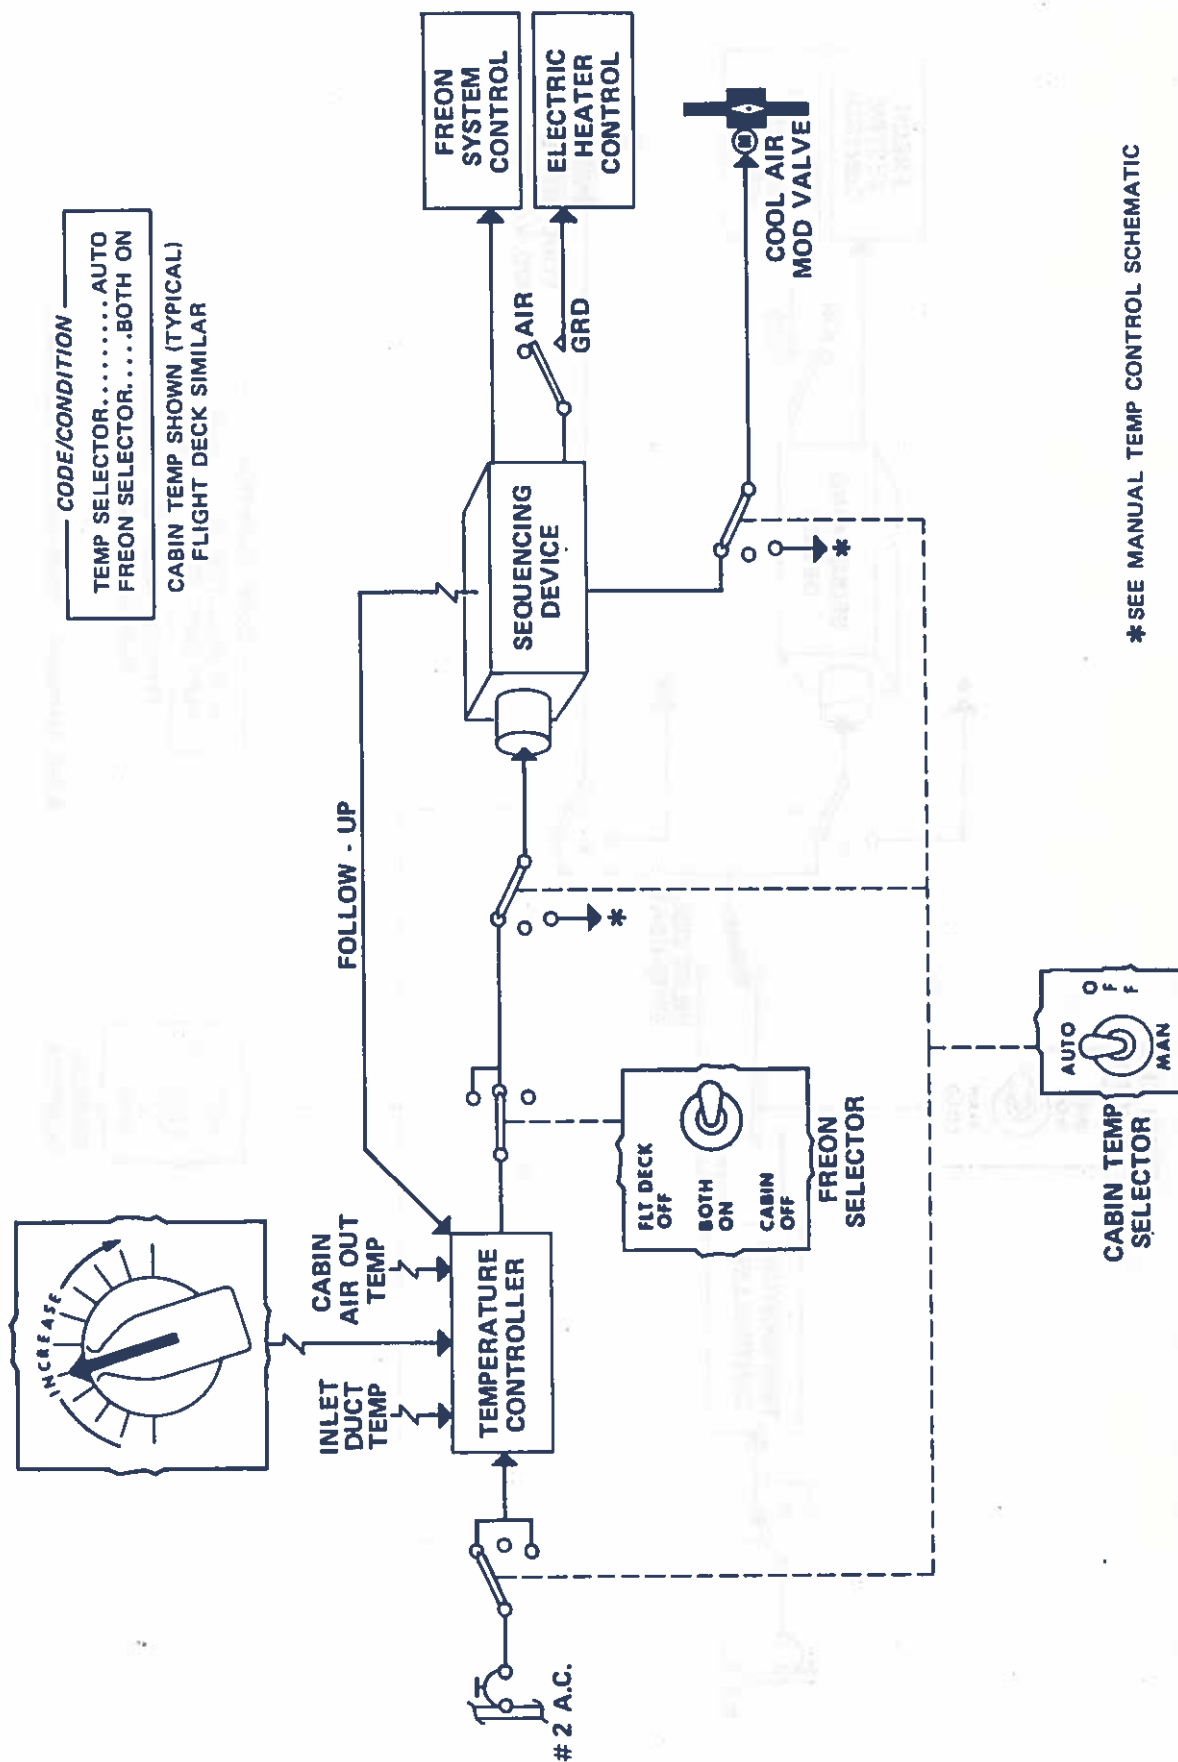 CODE/CONDITION
TEMP SELECTOR..........AUTO
FREON SELECTOR.....BOTH ON
CABIN TEMP SHOWN (TYPICAL)
FLIGHT DECK SIMILAR
INCREASE
FOLLOW - UP
INLET
DUCT
TEMP
CABIN
AIR OUT
TEMP
# 2 A.C.
TEMPERATURE
CONTROLLER
*
SEQUENCING
DEVICE
AIR
GRD
FREON
SYSTEM
CONTROL
ELECTRIC
HEATER
CONTROL
M
COOL AIR
MOD VALVE
*
FLT DECK
OFF
BOTH
ON
CABIN
OFF
FREON
SELECTOR
AUTO
OFF
MAN
CABIN TEMP
SELECTOR
*SEE MANUAL TEMP CONTROL SCHEMATIC